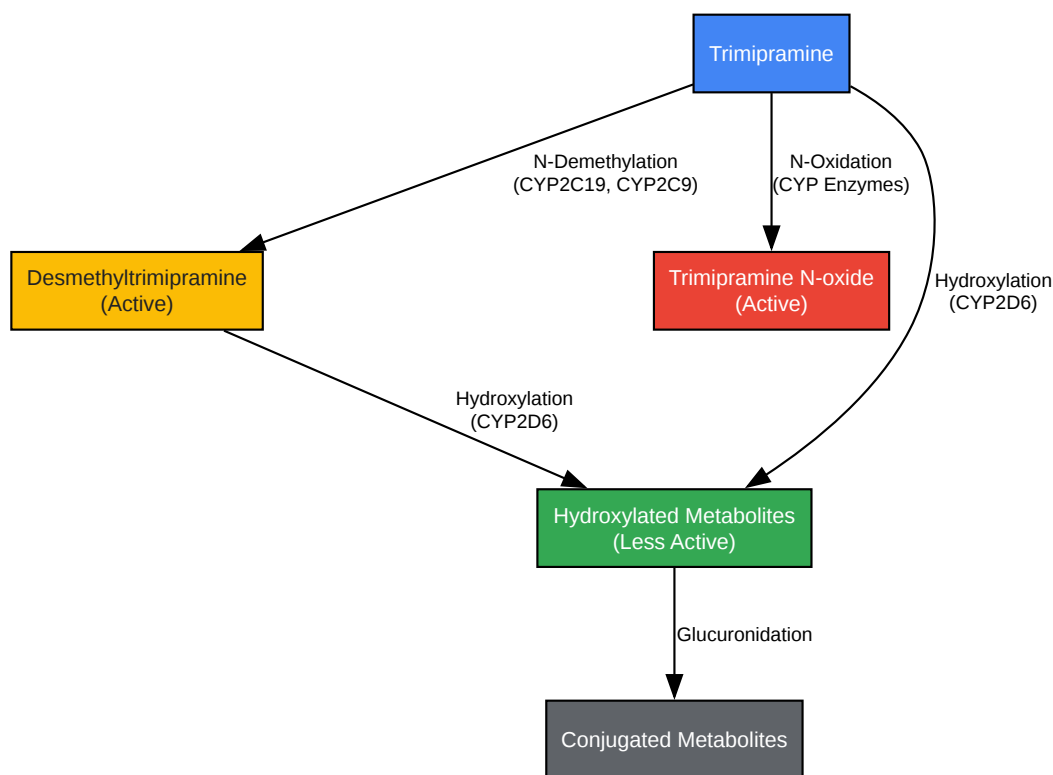 Trimipramine
N-Demethylation
(CYP2C19, CYP2C9)
N-Oxidation
(CYP Enzymes)
Hydroxylation
(CYP2D6)
Desmethyltrimipramine
(Active)
Trimipramine N-oxide
(Active)
Hydroxylation
(CYP2D6)
Hydroxylated Metabolites
(Less Active)
Glucuronidation
Conjugated Metabolites